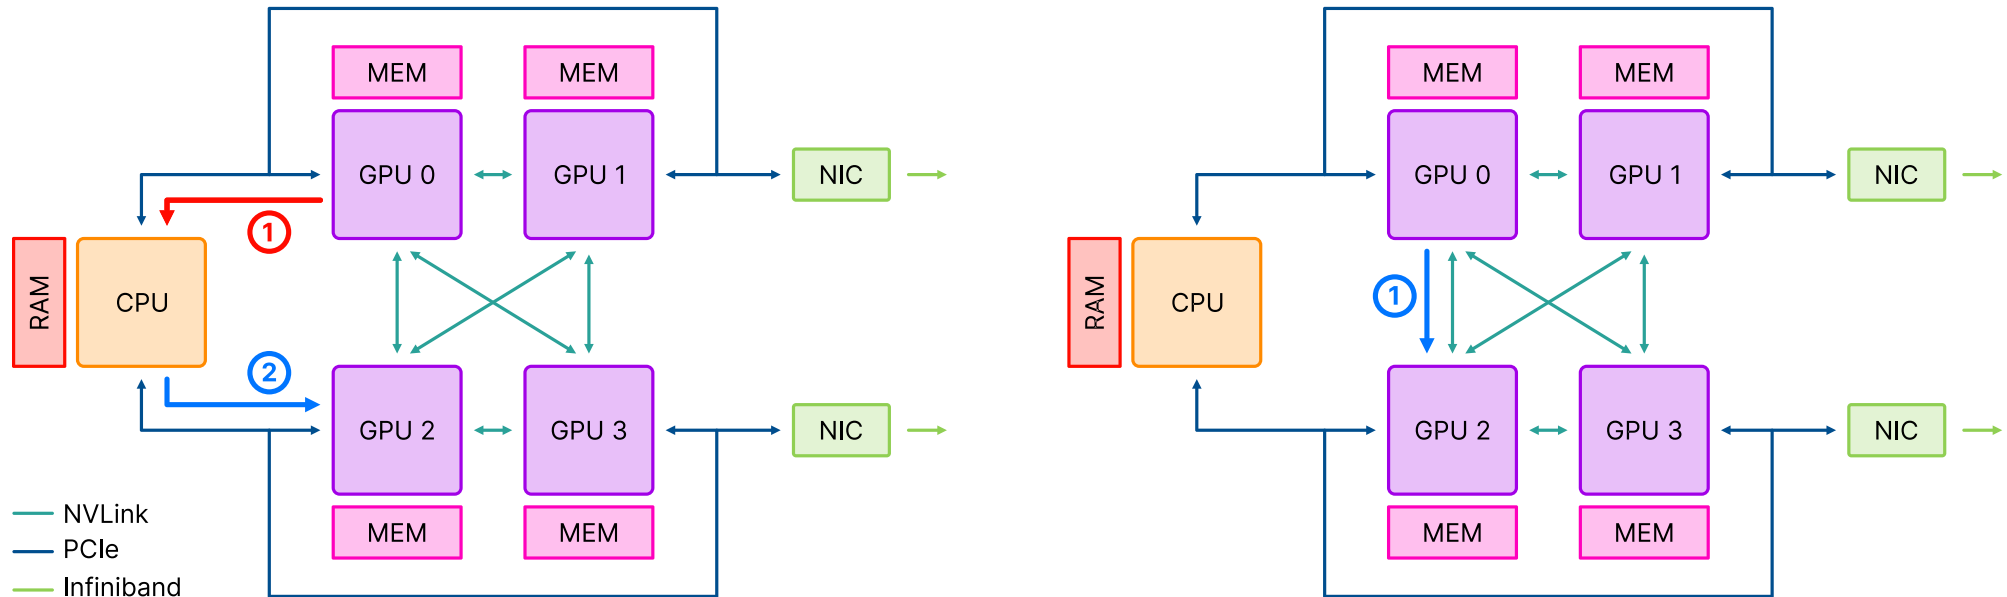 MEM
MEM
GPU 0
GPU 1
NIC
1
RAM
CPU
2
GPU 2
GPU 3
NIC
MEM
MEM
NVLink
PCIe
Infiniband
MEM
MEM
GPU 0
GPU 1
NIC
RAM
CPU
1
GPU 2
GPU 3
NIC
MEM
MEM